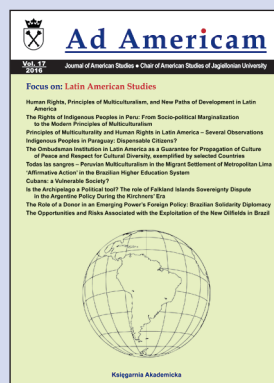 Ad Americam
Vol. 17
2016
Journal of American Studies ● Chair of American Studies of Jagiellonian University
Focus on: Latin American Studies
Human Rights, Principles of Multiculturalism, and New Paths of Development in Latin
America
The Rights of Indigenous Peoples in Peru: From Socio-political Marginalization
to the Modern Principles of Multiculturalism
Principles of Multiculturality and Human Rights in Latin America – Several Observations
Indigenous Peoples in Paraguay: Dispensable Citizens?
The Ombudsman Institution in Latin America as a Guarantee for Propagation of Culture
of Peace and Respect for Cultural Diversity, exemplified by selected Countries
Todas las sangres – Peruvian Multiculturalism in the Migrant Settlement of Metropolitan Lima
'Affirmative Action' in the Brazilian Higher Education System
Cubans: a Vulnerable Society?
Is the Archipelago a Political tool? The role of Falkland Islands Sovereignty Dispute
in the Argentine Policy During the Kirchners' Era
The Role of a Donor in an Emerging Power's Foreign Policy: Brazilian Solidarity Diplomacy
The Opportunities and Risks Associated with the Exploitation of the New Oilfields in Brazil
Księgarnia Akademicka